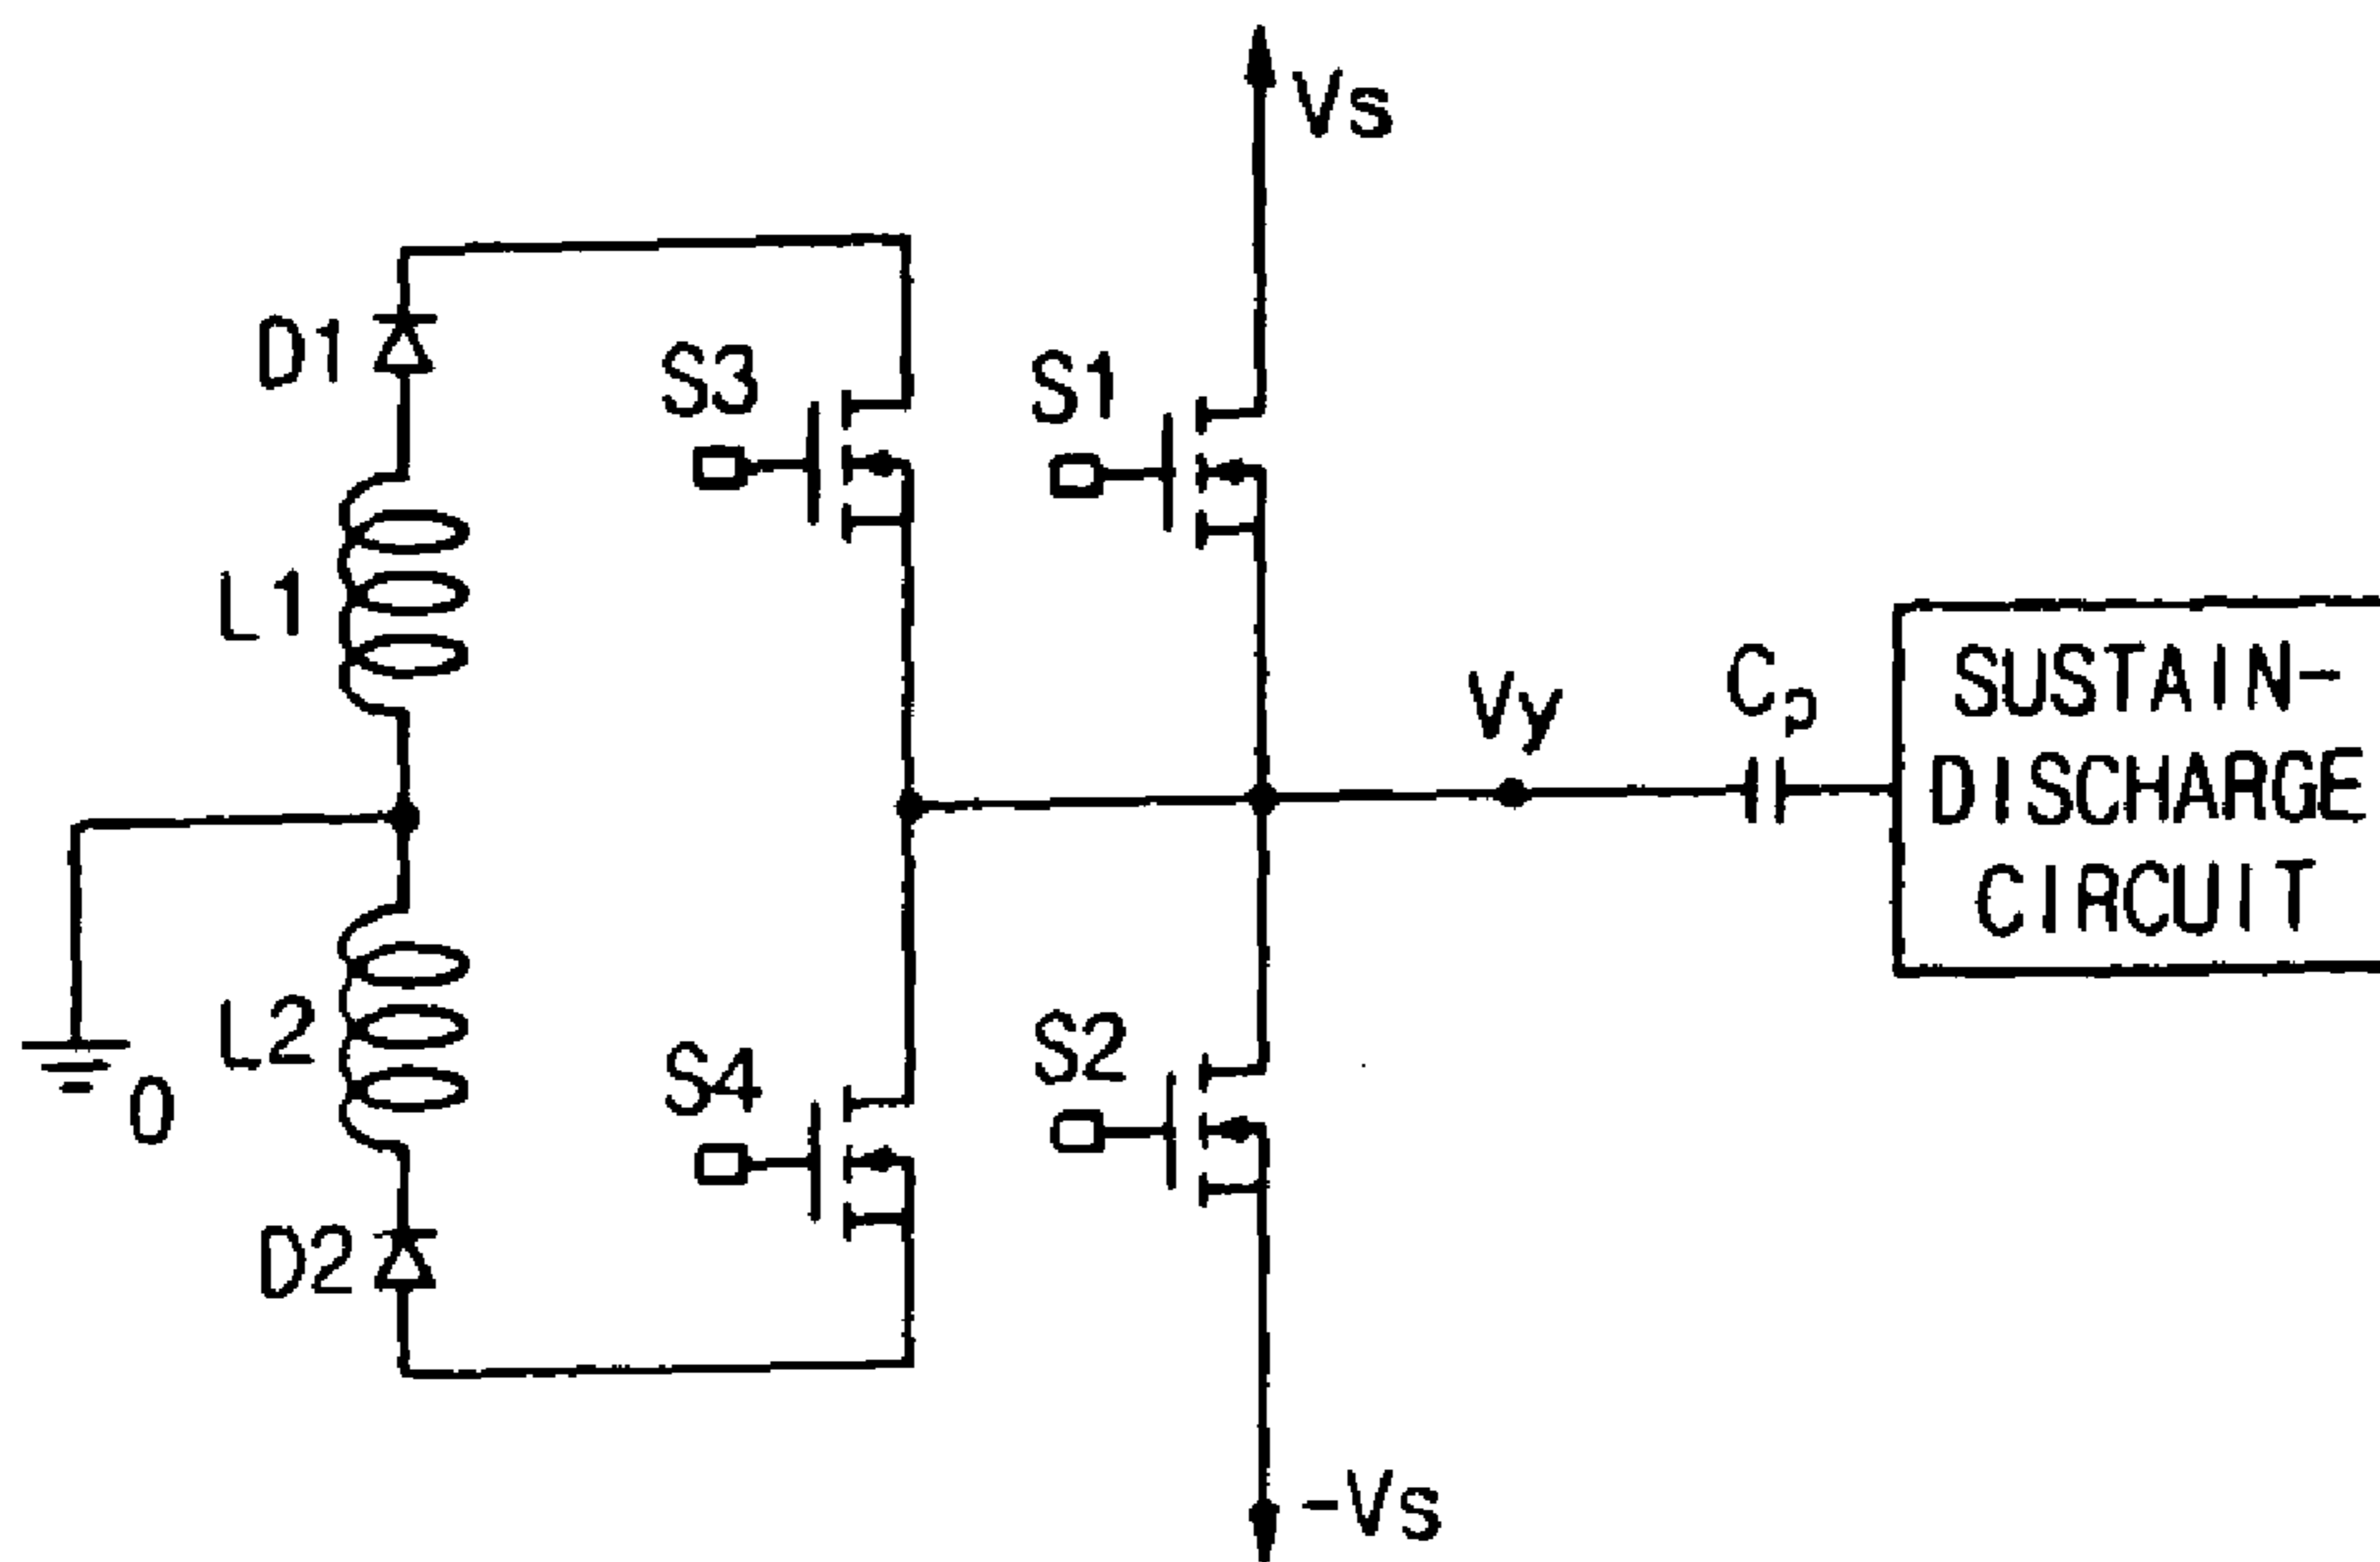 Vs
D1
S3
S1
L1
Vy
Cp
SUSTAIN-
DISCHARGE
CIRCUIT
L2
S4
S2
0
D2
-Vs